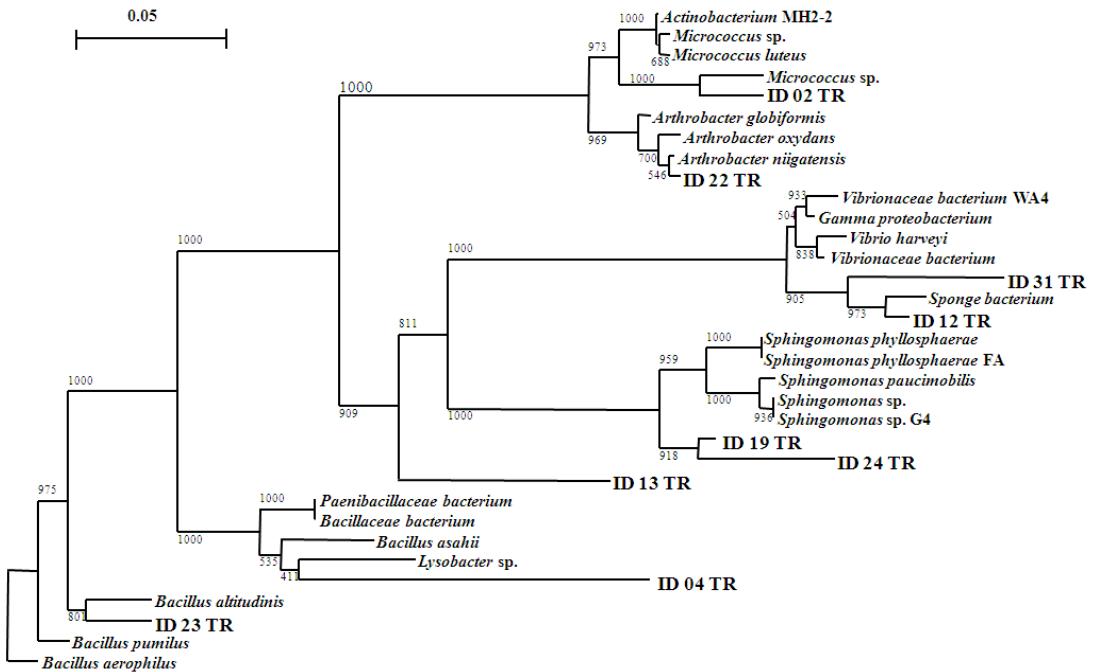 0.05
1000
Actinobacterium MH2-2
Micrococcus sp.
973
688
Micrococcus luteus
1000
Micrococcus sp.
1000
ID 02 TR
Arthrobacter globiformis
969
Arthrobacter oxydans
700
Arthrobacter niigatensis
546
ID 22 TR
933
Vibrionaceae bacterium WA4
504
Gamma proteobacterium
1000
1000
Vibrio harveyi
838
Vibrionaceae bacterium
ID 31 TR
905
Sponge bacterium
973
ID 12 TR
811
1000
Sphingomonas phyllosphaerae
959
Sphingomonas phyllosphaerae FA
1000
Sphingomonas paucimobilis
1000
Sphingomonas sp.
909
1000
936
Sphingomonas sp. G4
ID 19 TR
918
ID 24 TR
975
ID 13 TR
1000
Paenibacillaceae bacterium
Bacillaceae bacterium
1000
Bacillus asahii
535
Lysobacter sp.
411
ID 04 TR
Bacillus altitudinis
801
ID 23 TR
Bacillus pumilus
Bacillus aerophilus